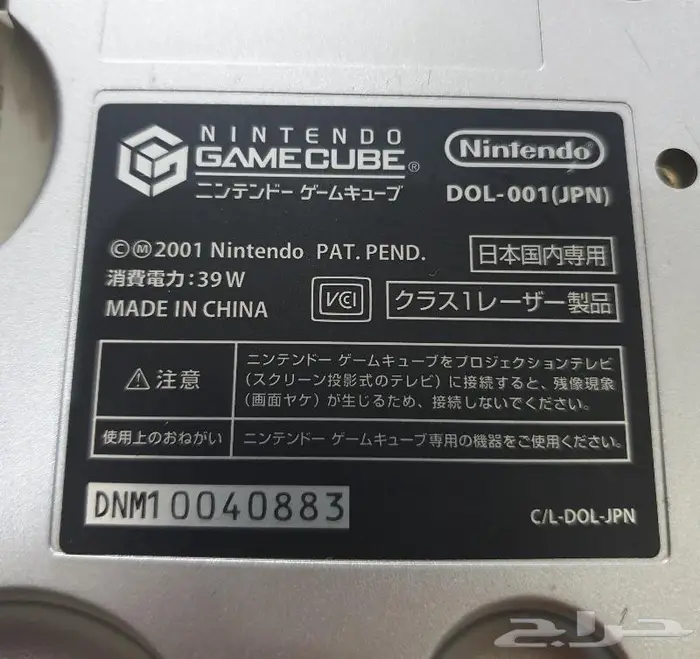 NINTENDO
GAMECUBE®
ニンテンドー ゲームキューブ
Nintendo
DOL-001(JPN)
©Ⓜ2001 Nintendo PAT. PEND.
日本国内専用
消費電力:39W
MADE IN CHINA
VCI
クラス1レーザー製品
⚠注意
ニンテンドー ゲームキューブをプロジェクションテレビ
(スクリーン投影式のテレビ)に接続すると、残像現象
(画面ヤケ)が生じるため、接続しないでください。
使用上のおねがい
ニンテンドー ゲームキューブ専用の機器をご使用ください。
DNM10040883
C/L-DOL-JPN
حراج